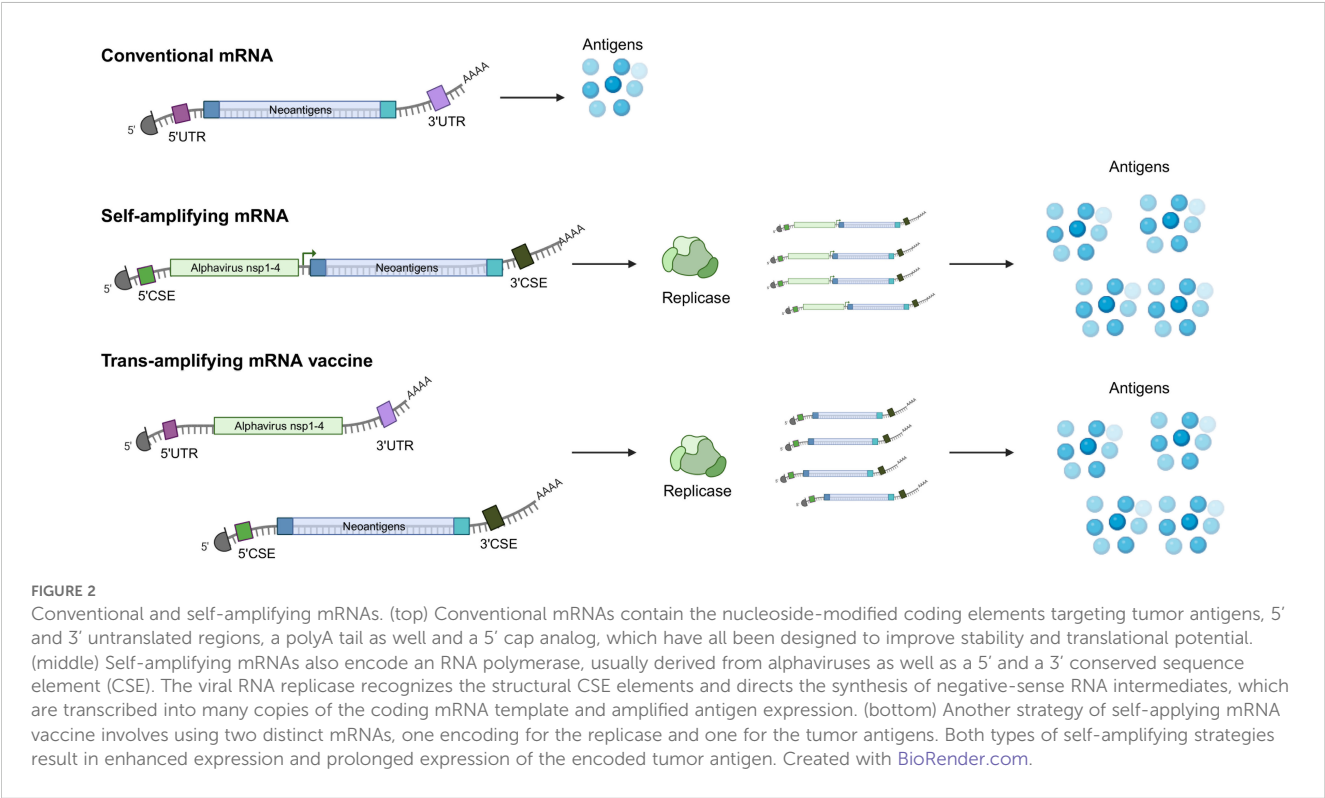 Conventional mRNA
Antigens
AAAA
Neoantigens
5'
5'UTR
3'UTR
Antigens
Self-amplifying mRNA
AAAA
Alphavirus nsp1-4
Neoantigens
5'
5'CSE
3'CSE
Replicase
Trans-amplifying mRNA vaccine
AAAA
Antigens
Alphavirus nsp1-4
5'
5'UTR
3'UTR
Replicase
AAAA
Neoantigens
5'
5'CSE
3'CSE
FIGURE 2
Conventional and self-amplifying mRNAs. (top) Conventional mRNAs contain the nucleoside-modified coding elements targeting tumor antigens, 5’
and 3’ untranslated regions, a polyA tail as well and a 5’ cap analog, which have all been designed to improve stability and translational potential.
(middle) Self-amplifying mRNAs also encode an RNA polymerase, usually derived from alphaviruses as well as a 5’ and a 3’ conserved sequence
element (CSE). The viral RNA replicase recognizes the structural CSE elements and directs the synthesis of negative-sense RNA intermediates, which
are transcribed into many copies of the coding mRNA template and amplified antigen expression. (bottom) Another strategy of self-applying mRNA
vaccine involves using two distinct mRNAs, one encoding for the replicase and one for the tumor antigens. Both types of self-amplifying strategies
result in enhanced expression and prolonged expression of the encoded tumor antigen. Created with BioRender.com.